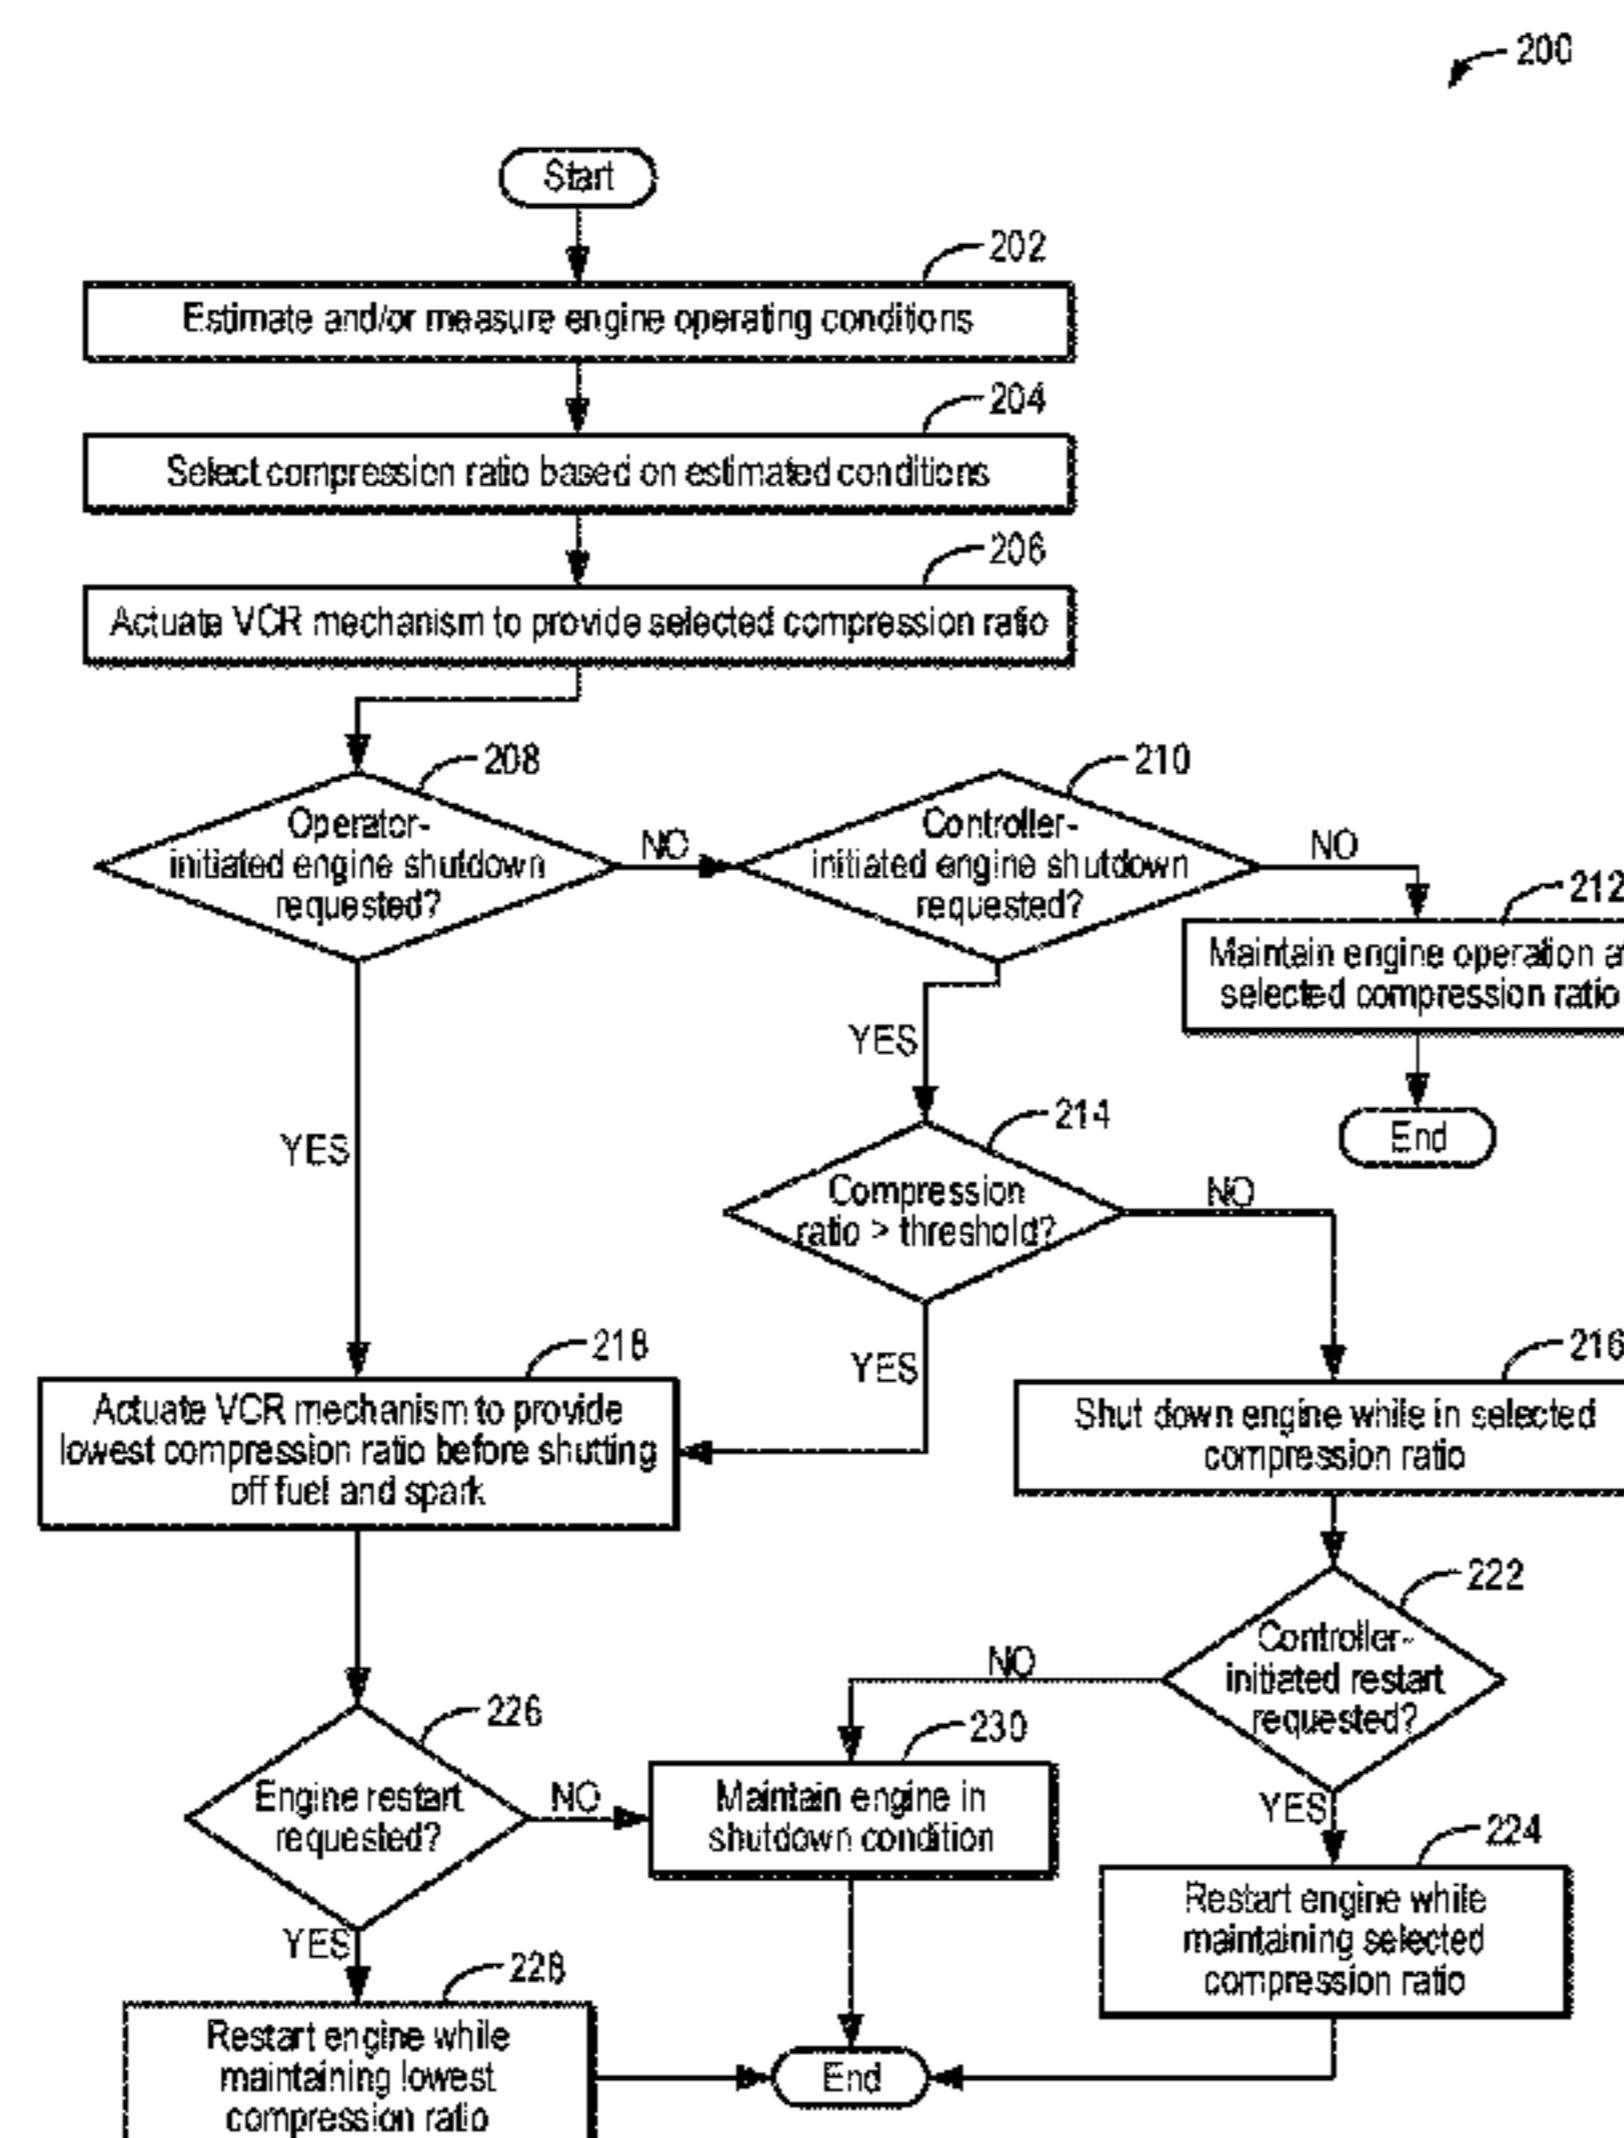 200
Start
202
Estimate and/or measure engine operating conditions
204
Select compression ratio based on estimated conditions
206
Actuate VCR mechanism to provide selected compression ratio
208
Operator-
initiated engine shutdown
requested?
NO
210
Controller-
initiated engine shutdown
requested?
NO
212
Maintain engine operation
selected compression ratio
End
YES
YES
214
Compression
ratio > threshold?
NO
YES
218
Actuate VCR mechanism to provide
lowest compression ratio before shutting
off fuel and spark
216
Shut down engine while in selected
compression ratio
222
Controller-
initiated restart
requested?
NO
YES
226
Engine restart
requested?
NO
230
Maintain engine in
shutdown condition
224
Restart engine while
maintaining selected
compression ratio
YES
228
Restart engine while
maintaining lowest
compression ratio
End